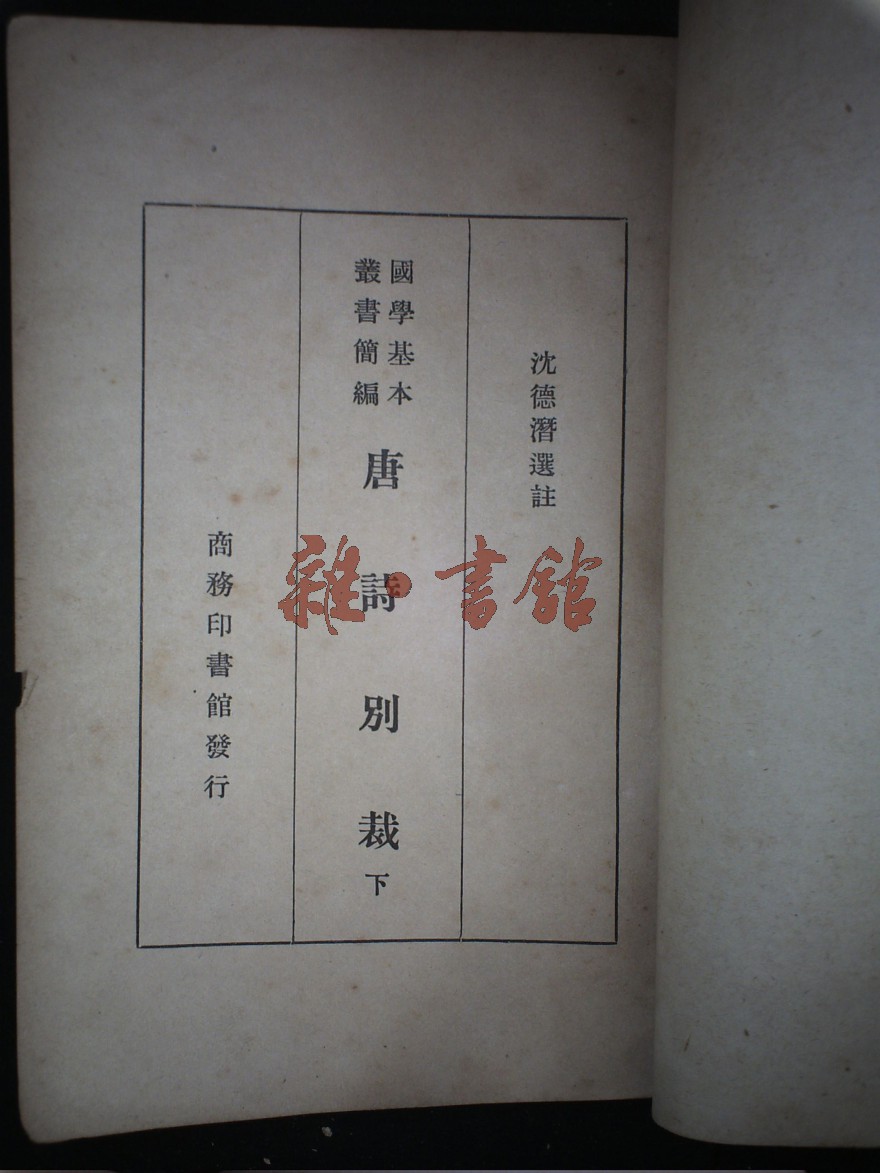 沈德潛選註
國學基本
叢書簡編
唐詩別裁下
商務印書館發行
雜·書館